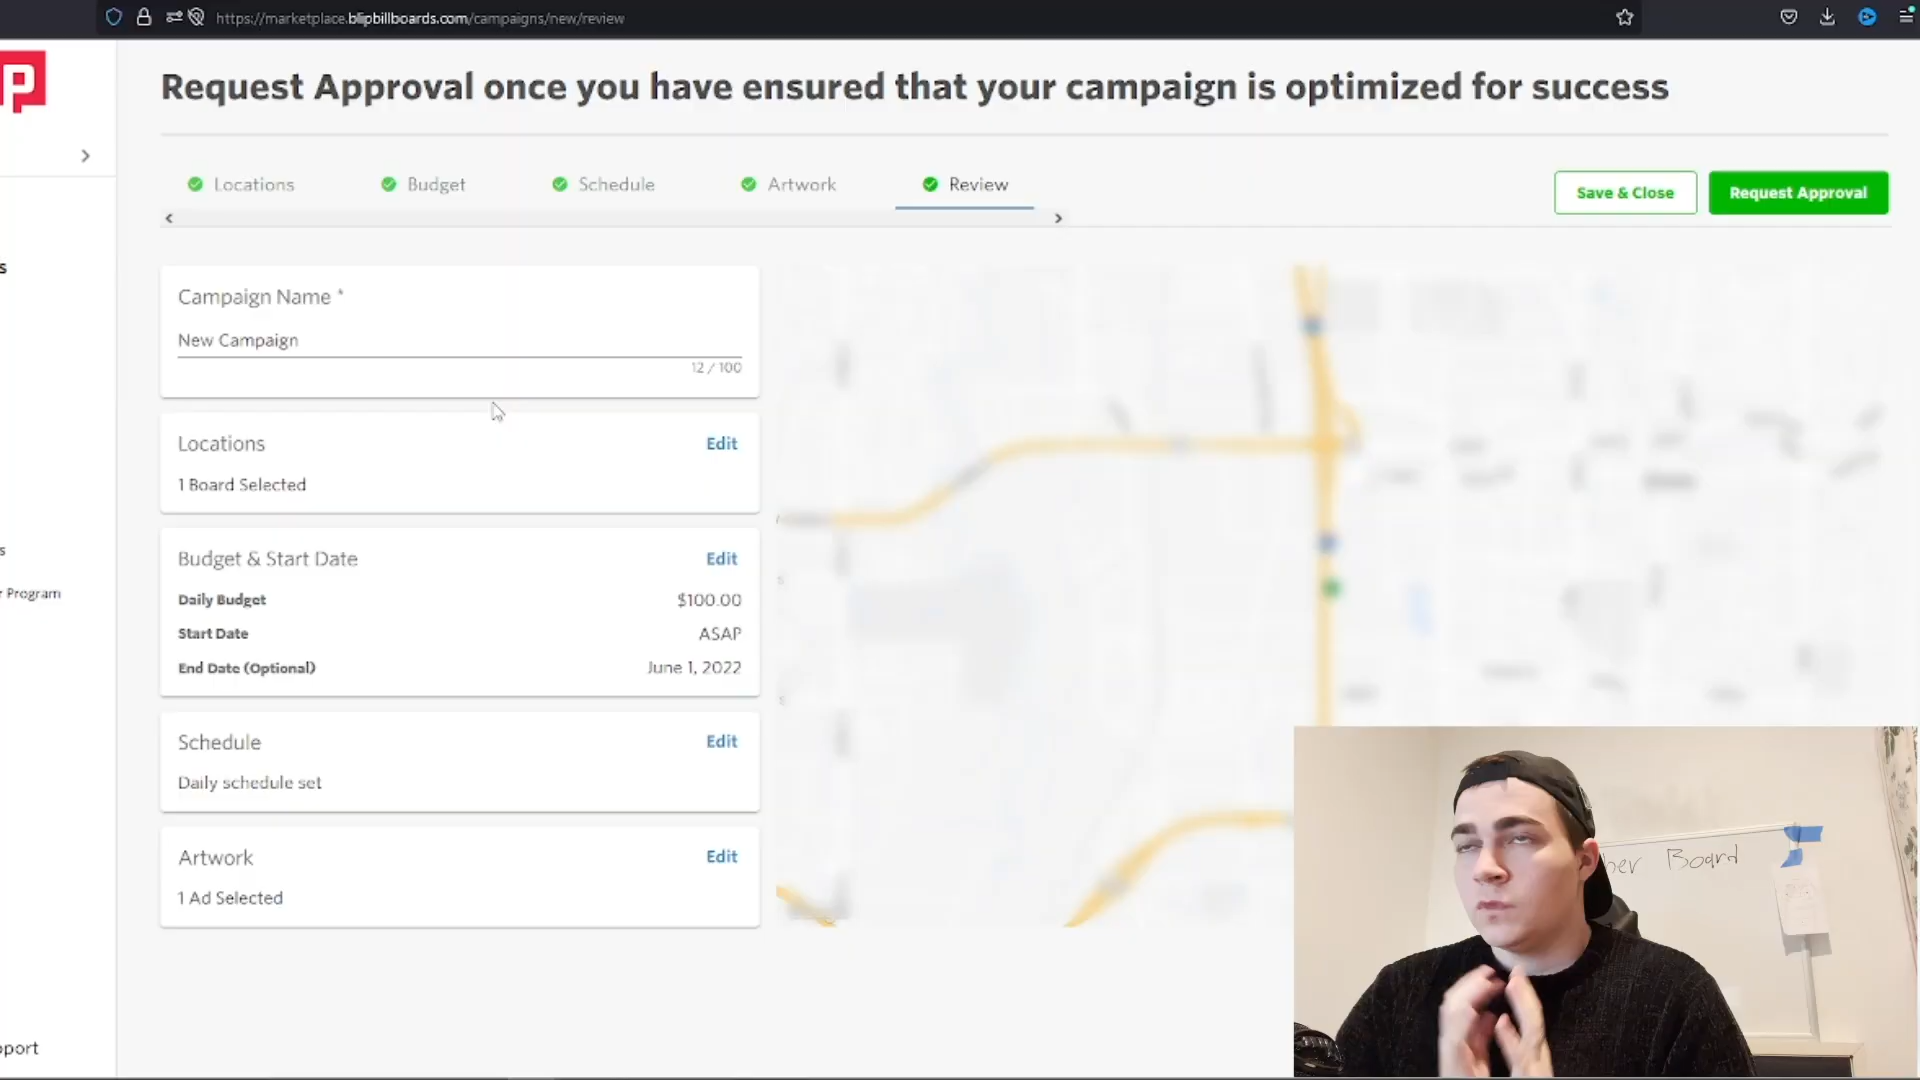 https://marketplace.blipbillboards.com/campaigns/new/review
P
Request Approval once you have ensured that your campaign is optimized for success
Locations
Budget
Schedule
Artwork
Review
Save & Close
Request Approval
s
Campaign Name *
New Campaign
12 / 100
Locations
Edit
1 Board Selected
Budget & Start Date
Edit
Daily Budget
$100.00
Start Date
ASAP
End Date (Optional)
June 1, 2022
s
r Program
Schedule
Edit
Daily schedule set
Artwork
Edit
1 Ad Selected
ber Board
pport